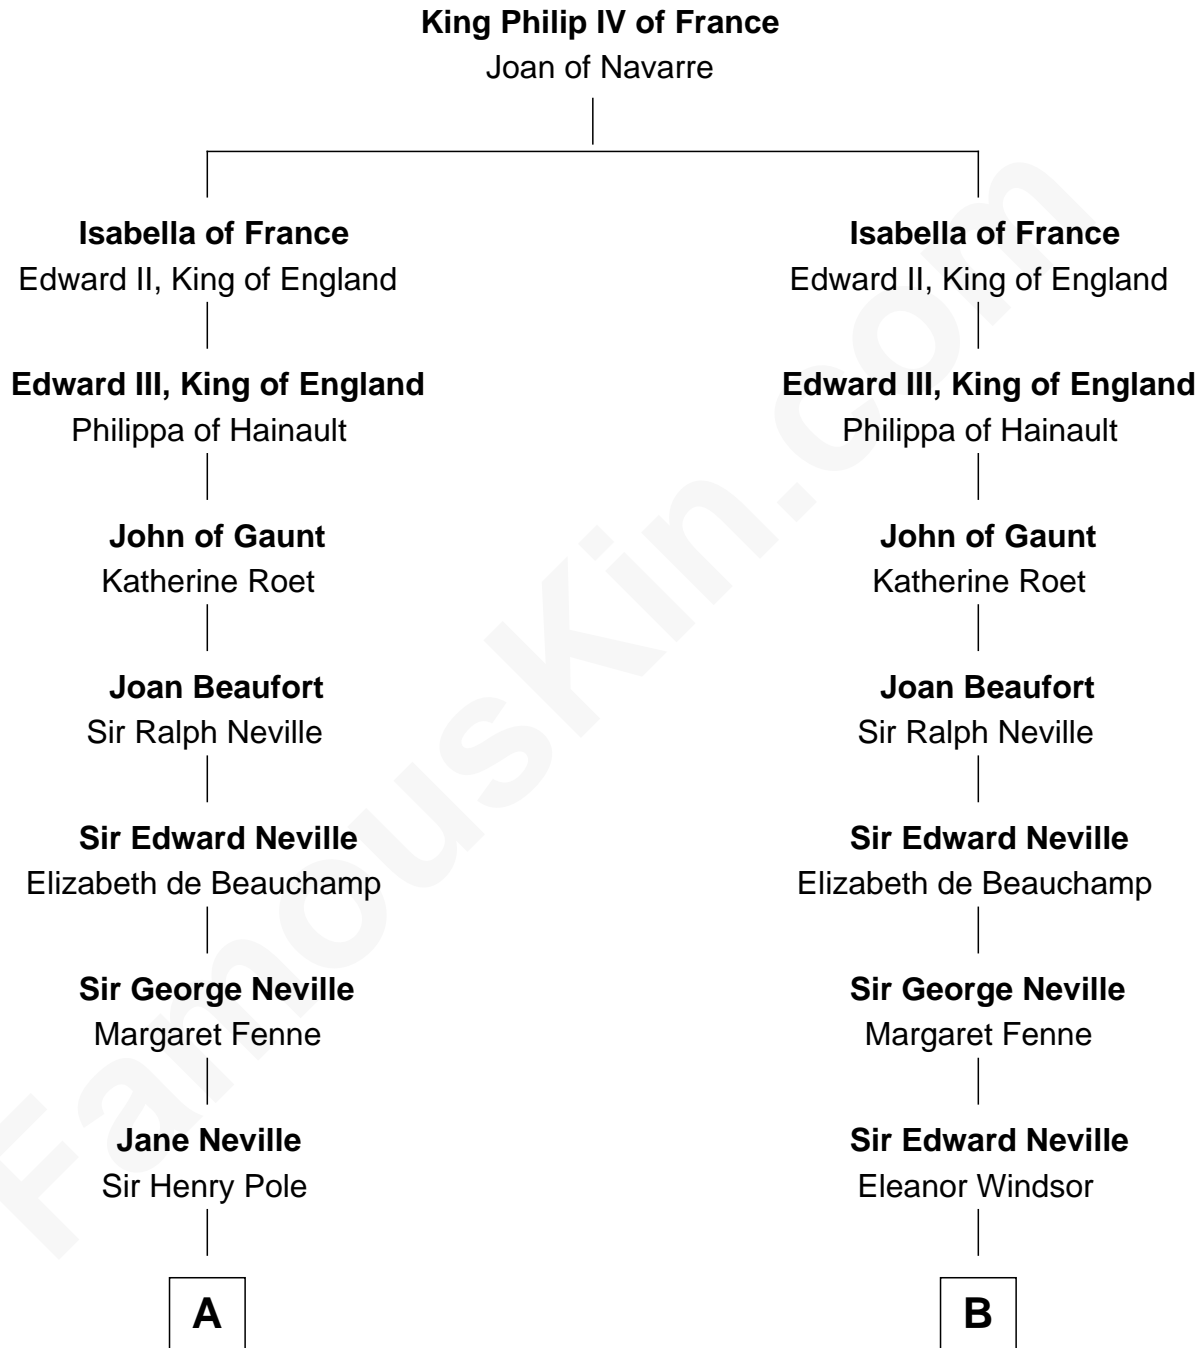 King Philip IV of France
Joan of Navarre
Isabella of France
Edward II, King of England
Edward III, King of England
Philippa of Hainault
John of Gaunt
Katherine Roet
Joan Beaufort
Sir Ralph Neville
Sir Edward Neville
Elizabeth de Beauchamp
Sir George Neville
Margaret Fenne
Jane Neville
Sir Henry Pole
A
Isabella of France
Edward II, King of England
Edward III, King of England
Philippa of Hainault
John of Gaunt
Katherine Roet
Joan Beaufort
Sir Ralph Neville
Sir Edward Neville
Elizabeth de Beauchamp
Sir George Neville
Margaret Fenne
Sir Edward Neville
Eleanor Windsor
B
FamousKin.com